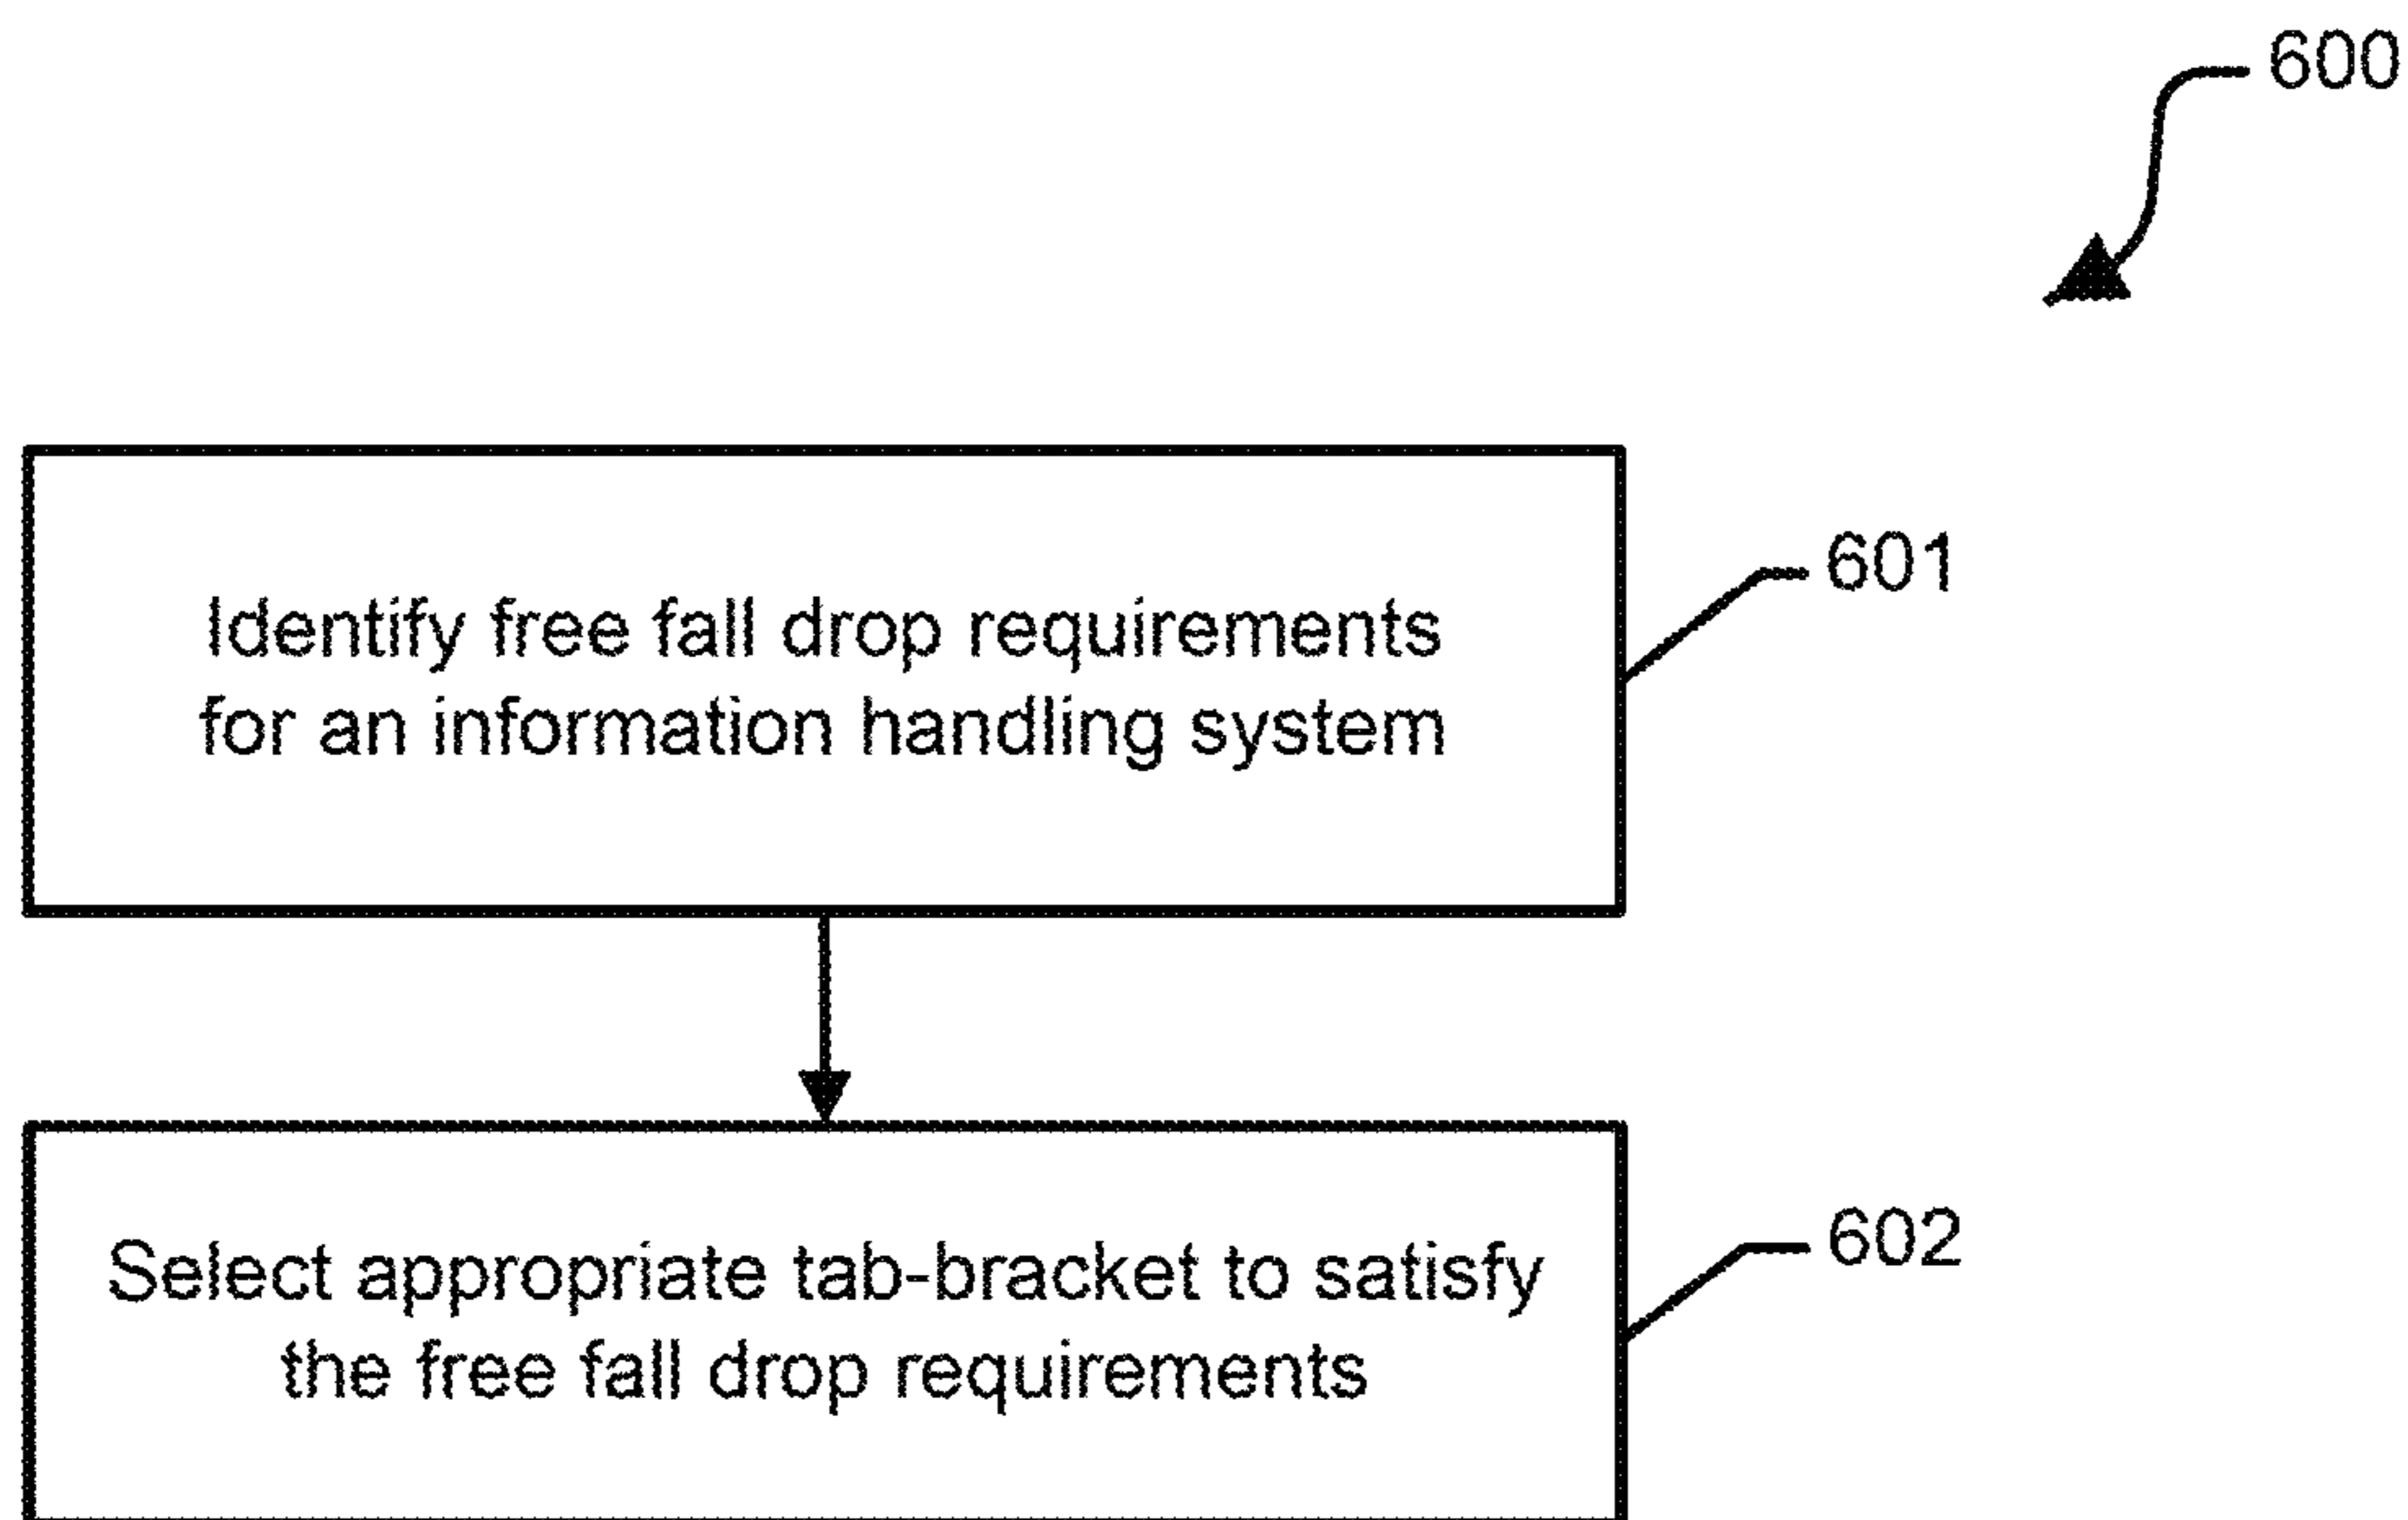 600
Identify free fall drop requirements
for an information handling system
601
Select appropriate tab-bracket to satisfy
the free fall drop requirements
602